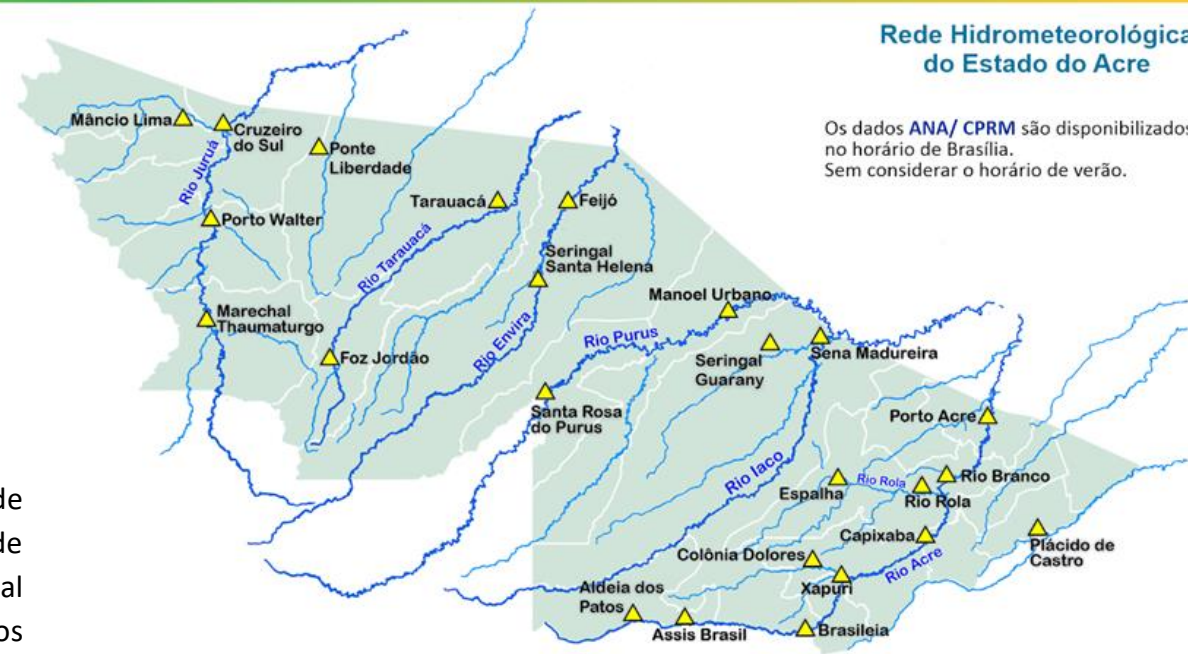 Rede Hidrometeorológica
do Estado do Acre
Os dados ANA/ CPRM são disponibilizados
no horário de Brasília.
Sem considerar o horário de verão.
Mâncio Lima
Cruzeiro
do Sul
Ponte
Liberdade
Rio Juruá
Porto Walter
Tarauacá
Feijó
Rio Tarauacá
Seringal
Santa Helena
Marechal
Thaumaturgo
Foz Jordão
Rio Envira
Manoel Urbano
Rio Purus
Seringal
Guarany
Sena Madureira
Santa Rosa
do Purus
Porto Acre
Rio Iaco
Espalha
Rio Rola
Rio Rola
Rio Branco
Capixaba
Plácido de
Castro
Colônia Dolores
Rio Acre
Xapuri
Aldeia dos
Patos
Assis Brasil
Brasileia
de
de
al
os